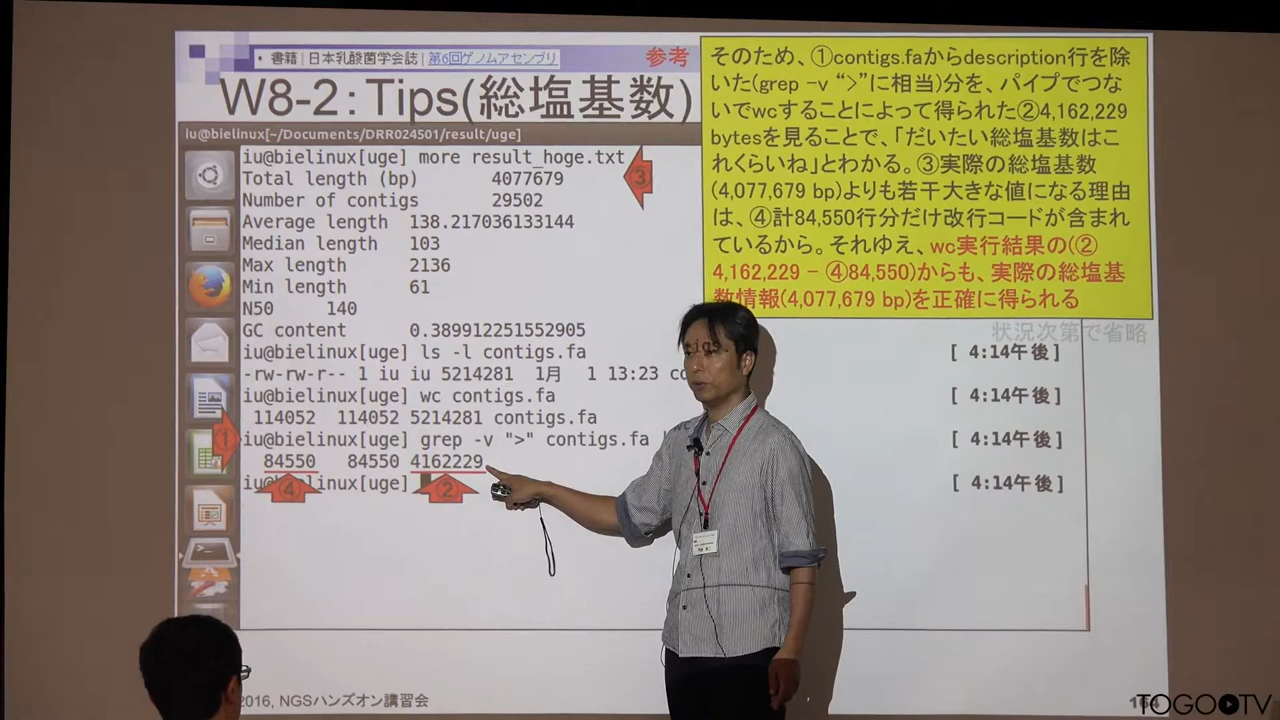 • 書籍 | 日本乳酸菌学会誌 | 第6回ゲノムアセンブリ
参考
W8-2：Tips(総塩基数)
iu@bielinux[~/Documents/DRR024501/result/uge]
iu@bielinux[uge] more result_hoge.txt
③
Total length (bp) 4077679
Number of contigs 29502
Average length 138.217036133144
Median length 103
Max length 2136
Min length 61
N50 140
GC content 0.389912251552905
iu@bielinux[uge] ls -l contigs.fa [ 4:14午後]
-rw-rw-r-- 1 iu iu 5214281 1月 1 13:23
iu@bielinux[uge] wc contigs.fa [ 4:14午後]
114052 114052 5214281 contigs.fa
①
iu@bielinux[uge] grep -v ">" contigs.fa [ 4:14午後]
84550 84550 4162229
④ ②
[uge] [ 4:14午後]
そのため、①contigs.faからdescription行を除
いた(grep –v “>”に相当)分を、パイプでつな
いでwcすることによって得られた②4,162,229
bytesを見ることで、「だいたい総塩基数はこ
れくらいね」とわかる。③実際の総塩基数
(4,077,679 bp)よりも若干大きな値になる理由
は、④計84,550行分だけ改行コードが含まれ
ているから。それゆえ、wc実行結果の(②
4,162,229 – ④84,550)からも、実際の総塩基
数情報(4,077,679 bp)を正確に得られる
状況次第で省略
2016, NGSハンズオン講習会
TOGOTV